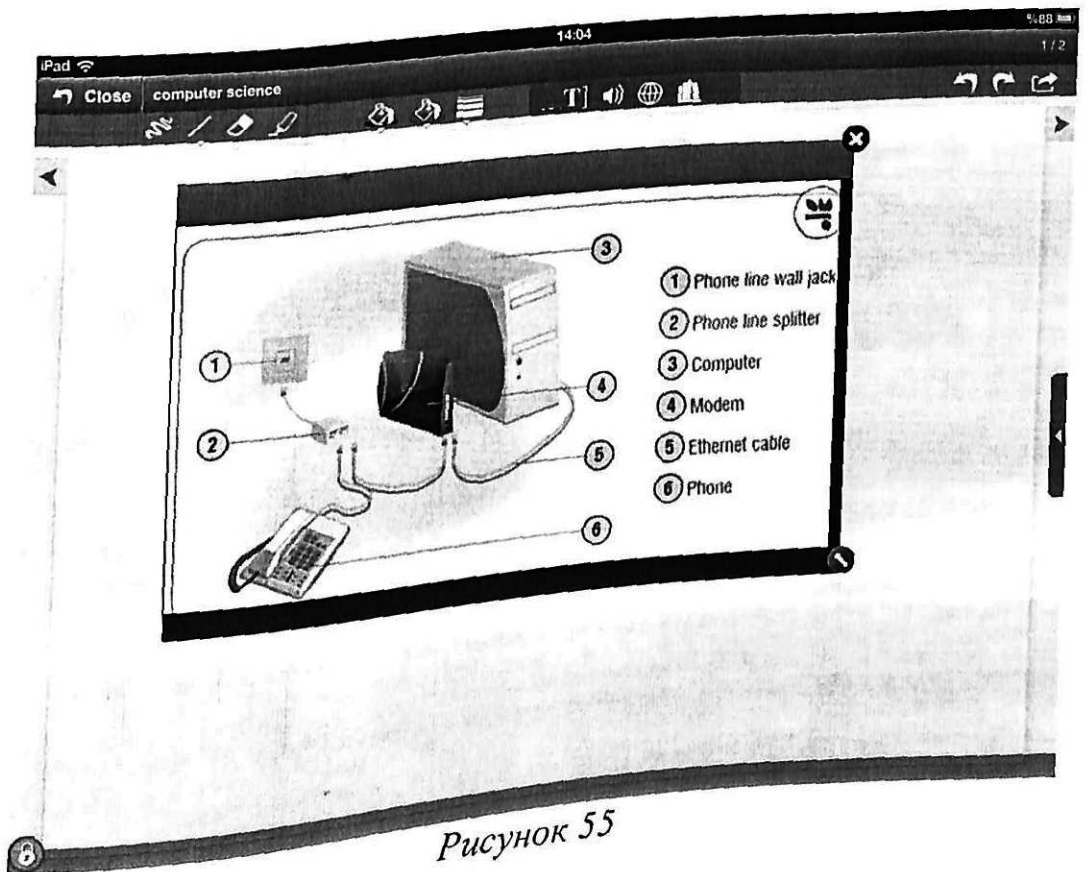 14:04
%88
iPad
1 / 2
Close
computer science
T
3
1 Phone line wall jack
2 Phone line splitter
1
3 Computer
4
4 Modem
2
5 Ethernet cable
5
6 Phone
6
Рисунок 55